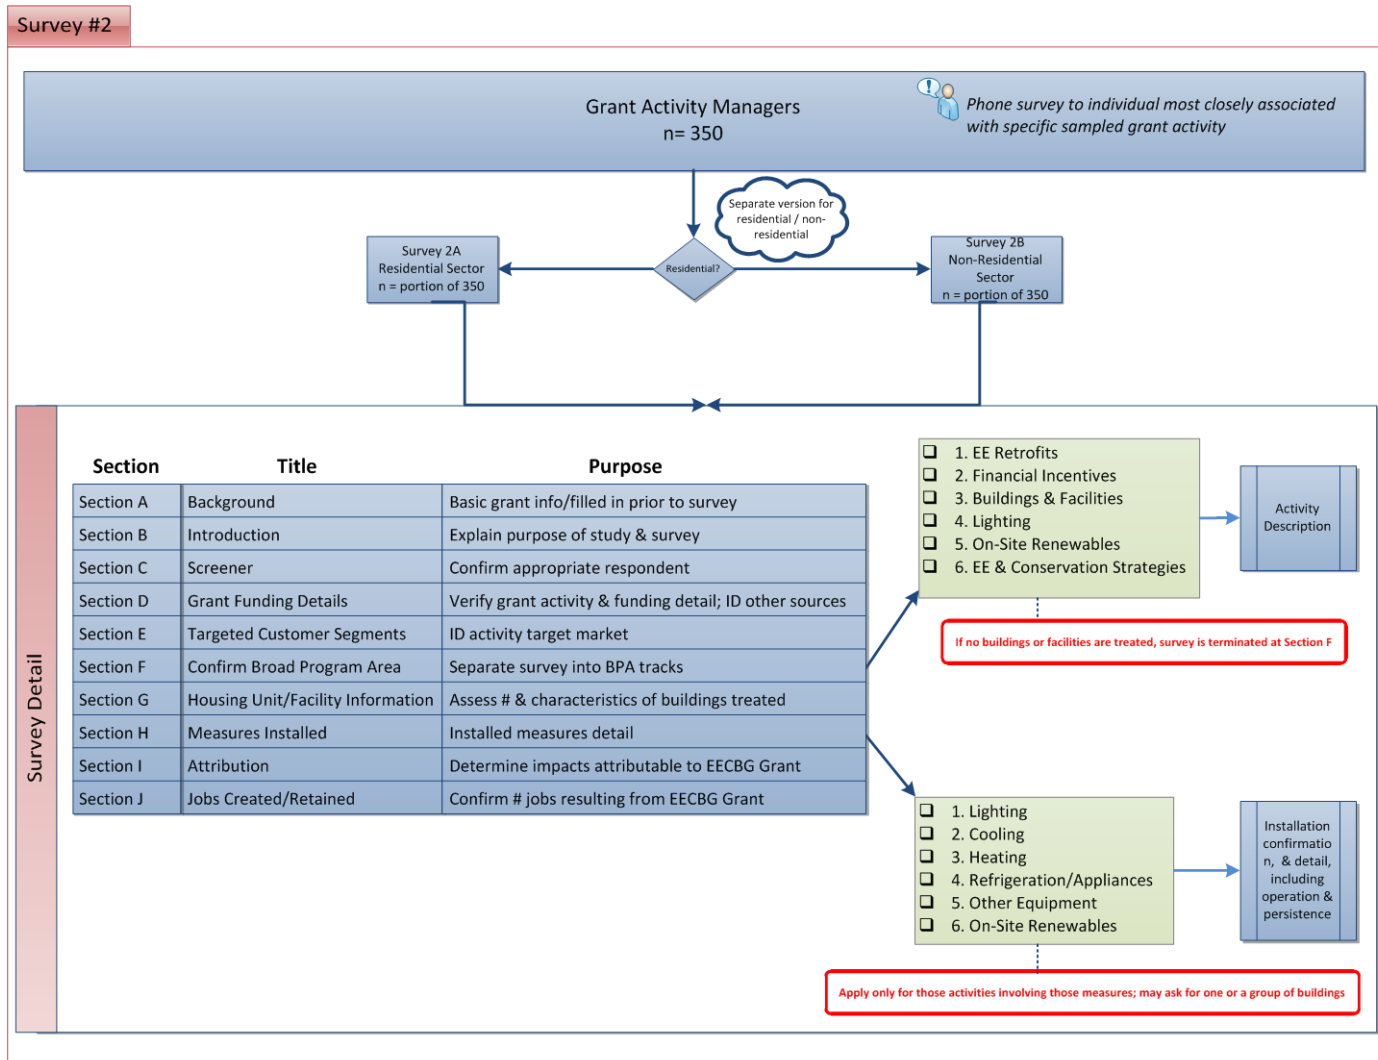 Survey #2
Grant Activity Managers
n= 350
Phone survey to individual most closely associated
with specific sampled grant activity
Separate version for
residential / non-
residential
Survey 2A
Residential Sector
n = portion of 350
Residential?
Survey 2B
Non-Residential
Sector
n = portion of 350
Survey Detail
Section Title Purpose
Section A Background Basic grant info/filled in prior to survey
Section B Introduction Explain purpose of study & survey
Section C Screener Confirm appropriate respondent
Section D Grant Funding Details Verify grant activity & funding detail; ID other sources
Section E Targeted Customer Segments ID activity target market
Section F Confirm Broad Program Area Separate survey into BPA tracks
Section G Housing Unit/Facility Information Assess # & characteristics of buildings treated
Section H Measures Installed Installed measures detail
Section I Attribution Determine impacts attributable to EECBG Grant
Section J Jobs Created/Retained Confirm # jobs resulting from EECBG Grant
1. EE Retrofits
2. Financial Incentives
3. Buildings & Facilities
4. Lighting
5. On-Site Renewables
6. EE & Conservation Strategies
Activity
Description
If no buildings or facilities are treated, survey is terminated at Section F
1. Lighting
2. Cooling
3. Heating
4. Refrigeration/Appliances
5. Other Equipment
6. On-Site Renewables
Installation
confirmatio
n, & detail,
including
operation &
persistence
Apply only for those activities involving those measures; may ask for one or a group of buildings